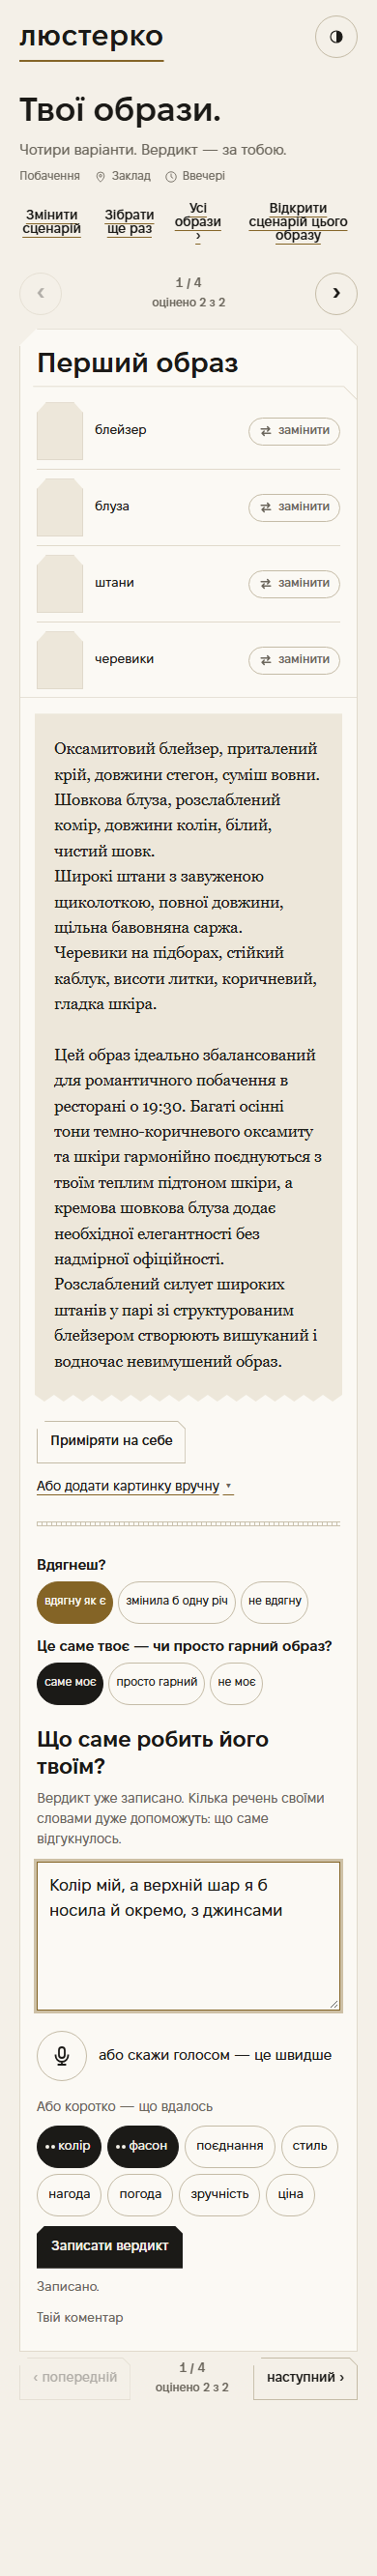 люстерко
Твої образи.
Чотири варіанти. Вердикт — за тобою.
Побачення Заклад Ввечері
Змінити сценарій
Зібрати ще раз
Усі образи ›
Відкрити сценарій цього образу
‹
1 / 4
оцінено 2 з 2
›
Перший образ
блейзер
замінити
блуза
замінити
штани
замінити
черевики
замінити
Оксамитовий блейзер, приталений
крій, довжини стегон, суміш вовни.
Шовкова блуза, розслаблений
комір, довжини колін, білий,
чистий шовк.
Широкі штани з завуженою
щиколоткою, повної довжини,
щільна бавовняна саржа.
Черевики на підборах, стійкий
каблук, висоти литки, коричневий,
гладка шкіра.
Цей образ ідеально збалансований
для романтичного побачення в
ресторані о 19:30. Багаті осінні
тони темно-коричневого оксамиту
та шкіри гармонійно поєднуються з
твоїм теплим підтоном шкіри, а
кремова шовкова блуза додає
необхідної елегантності без
надмірної офіційності.
Розслаблений силует широких
штанів у парі зі структурованим
блейзером створюють вишуканий і
водночас невимушений образ.
Приміряти на себе
Або додати картинку вручну
Вдягнеш?
вдягну як є
змінила б одну річ
не вдягну
Це саме твоє — чи просто гарний образ?
саме моє
просто гарний
не моє
Що саме робить його
твоїм?
Вердикт уже записано. Кілька речень своїми
словами дуже допоможуть: що саме
відгукнулось.
Колір мій, а верхній шар я б
носила й окремо, з джинсами
або скажи голосом — це швидше
Або коротко — що вдалось
колір
фасон
поєднання
стиль
нагода
погода
зручність
ціна
Записати вердикт
Записано.
Твій коментар
‹ попередній
1 / 4
оцінено 2 з 2
наступний ›